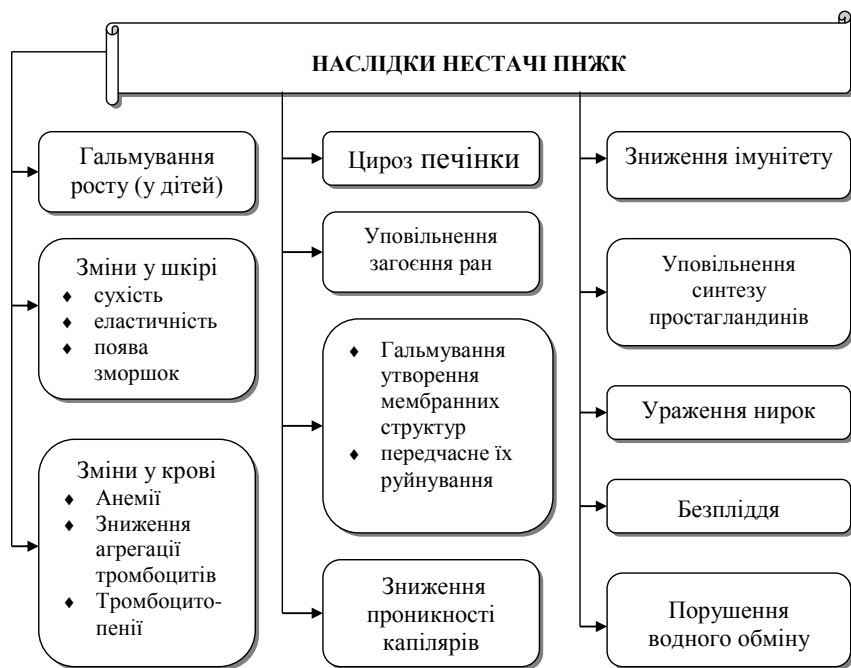 НАСЛІДКИ НЕСТАЧІ ПНЖК
Гальмування
росту (у дітей)
Зміни у шкірі
♦ сухість
♦ еластичність
♦ поява
зморшок
Зміни у крові
♦ Анемії
♦ Зниження
агрегації
тромбоцитів
♦ Тромбоцито-
пенії
Цироз печінки
Уповільнення
загоєння ран
♦ Гальмування
утворення
мембранних
структур
♦ передчасне їх
руйнування
Зниження
проникності
капілярів
Зниження імунітету
Уповільнення
синтезу
простагландинів
Ураження нирок
Безпліддя
Порушення
водного обміну